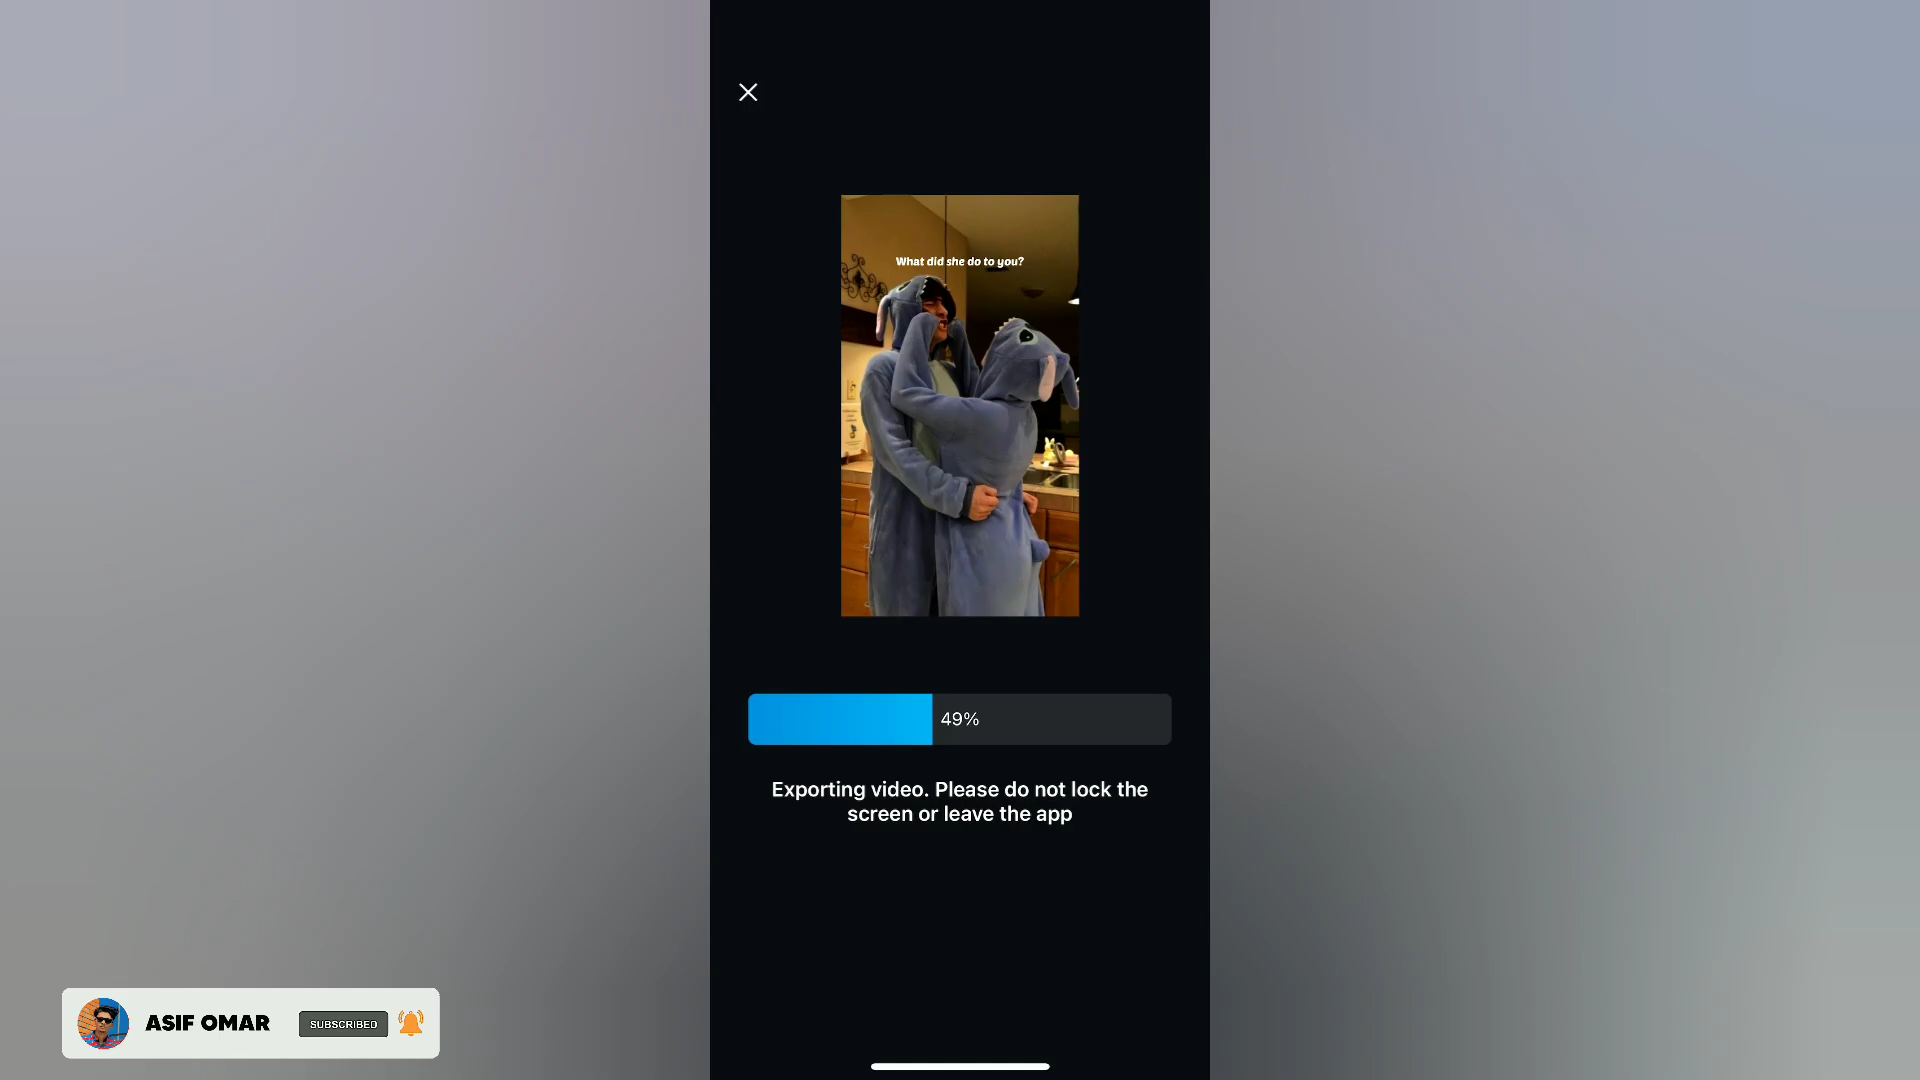 What did she do to you?
49%
Exporting video. Please do not lock the
screen or leave the app
ASIF OMAR
SUBSCRIBED